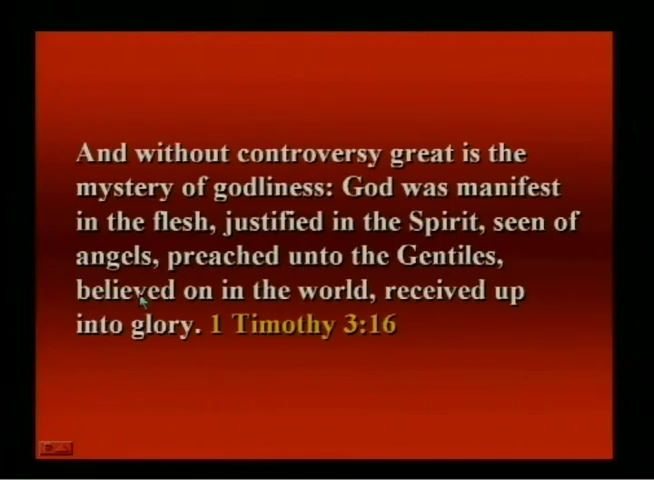 And without controversy great is the
mystery of godliness: God was manifest
in the flesh, justified in the Spirit, seen of
angels, preached unto the Gentiles,
believed on in the world, received up
into glory. 1 Timothy 3:16